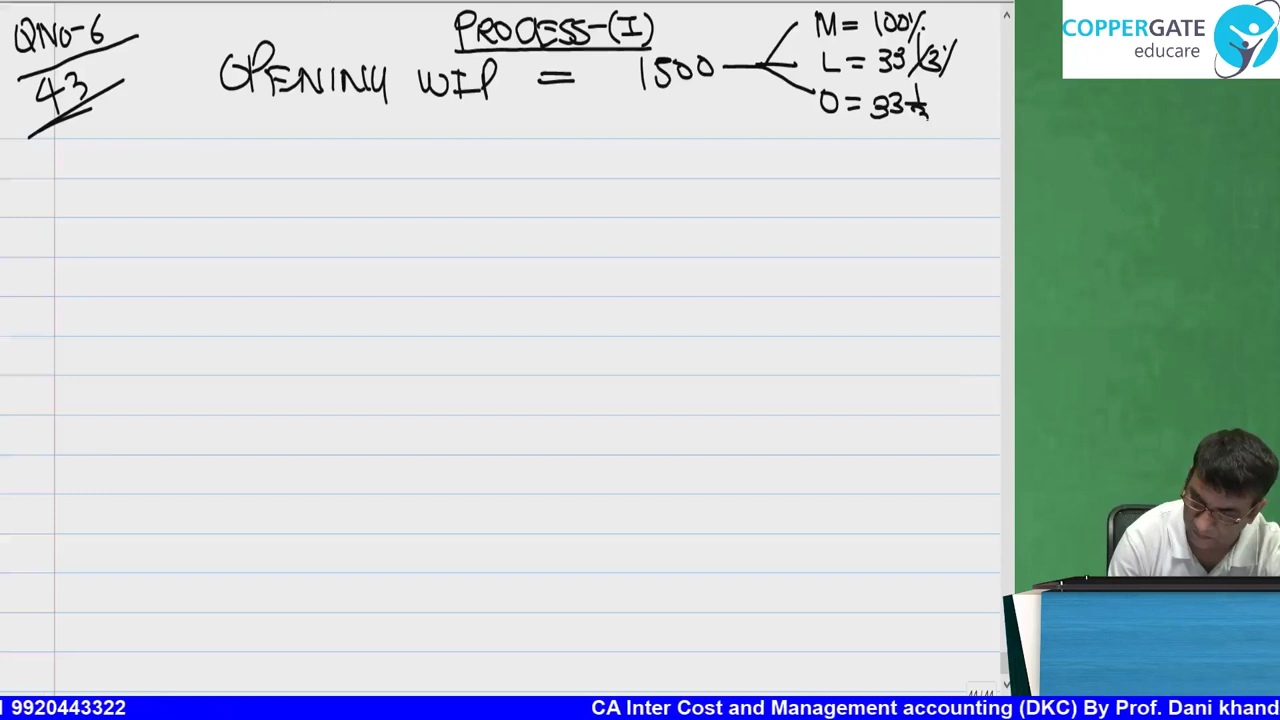 QNo-6
43
PROCESS-(I)
OPENING WIP = 1500
M = 100%
L = 33 1/3%
O = 33 1/3
COPPERGATE
educare
9920443322
CA Inter Cost and Management accounting (DKC) By Prof. Dani khand